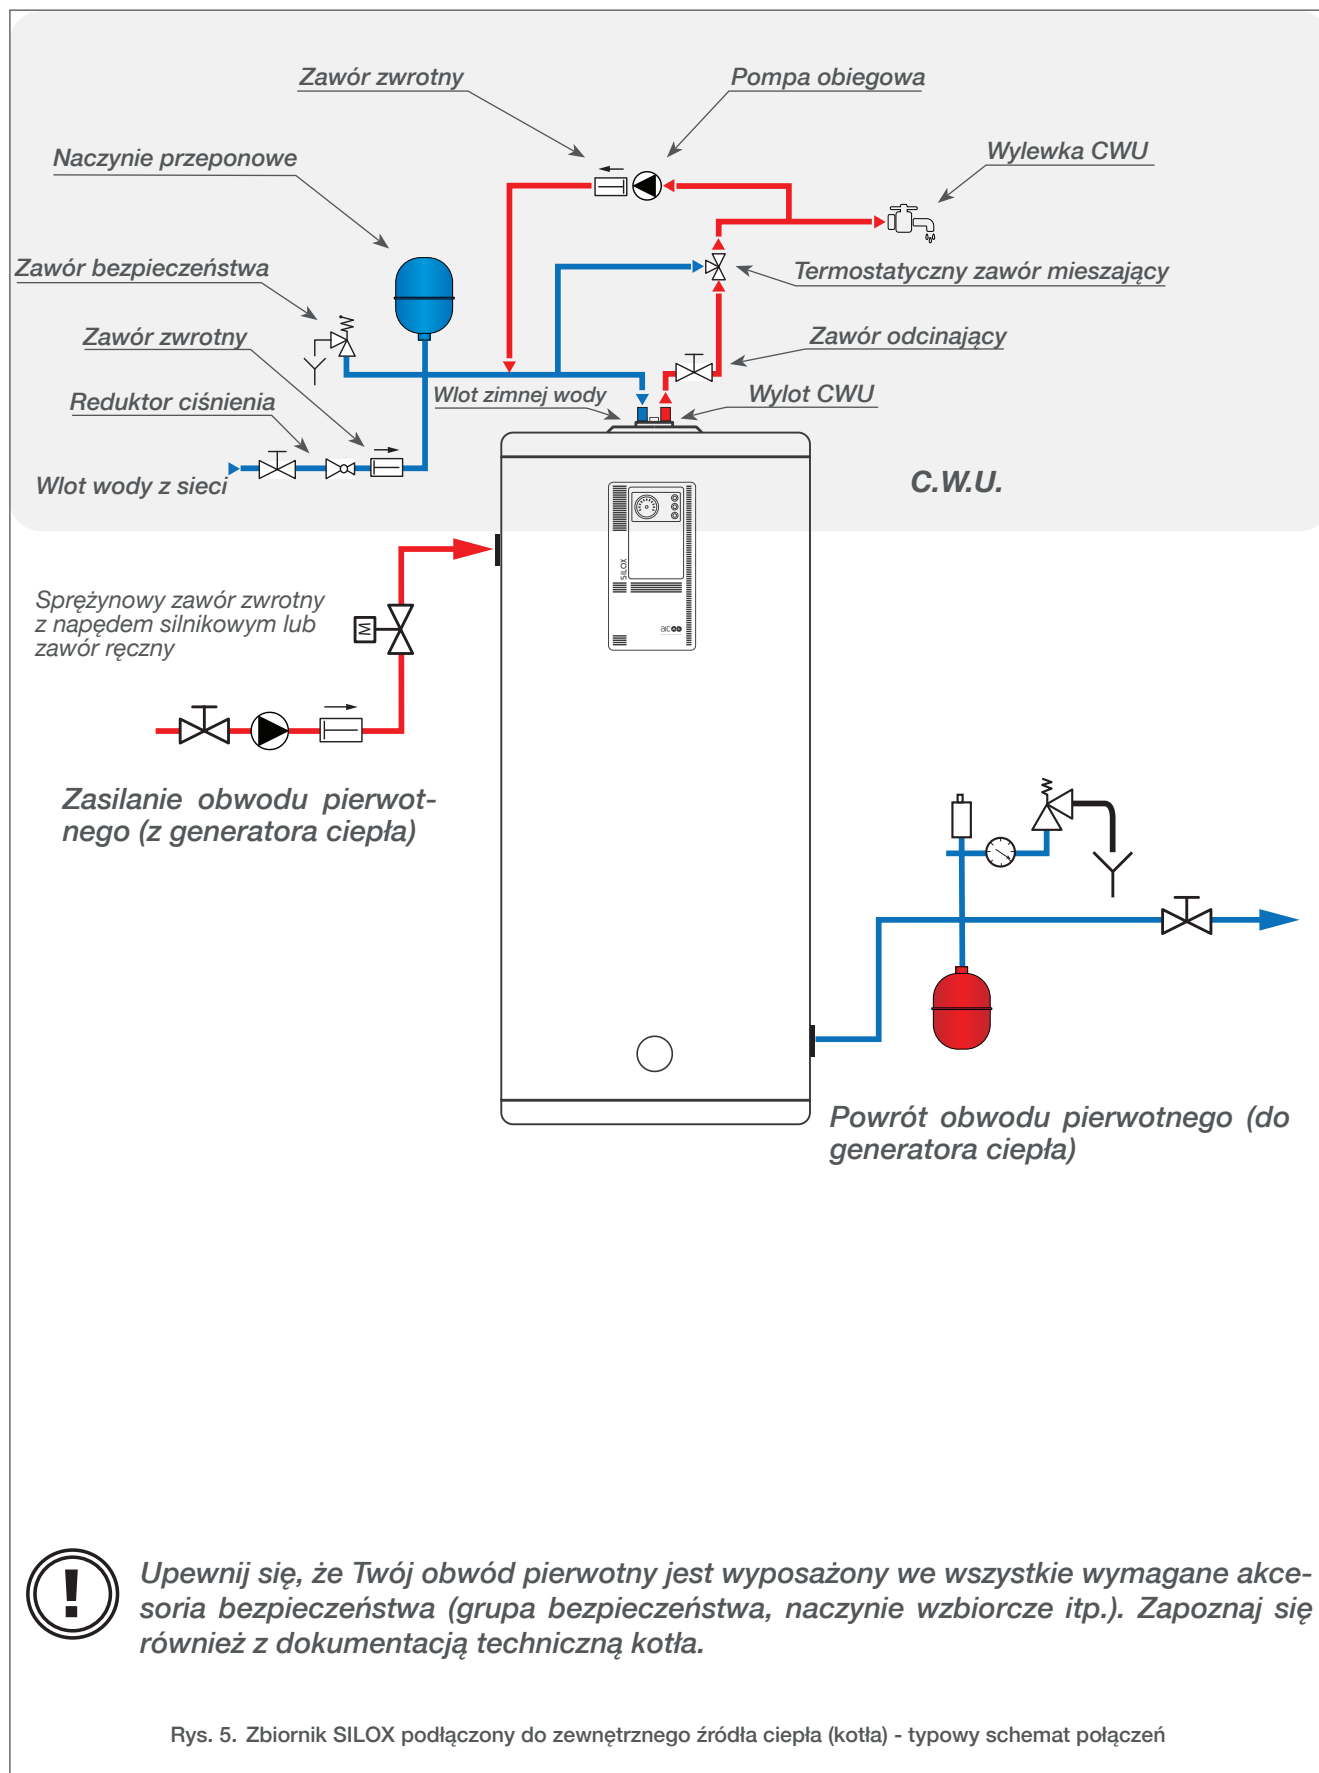 Zawór zwrotny
Pompa obiegowa
Naczynie przeponowe
Wylewka CWU
Zawór bezpieczeństwa
Termostatyczny zawór mieszający
Zawór zwrotny
Zawór odcinający
Reduktor ciśnienia
Wlot zimnej wody
Wylot CWU
Wlot wody z sieci
C.W.U.
SILOX
aic
Sprężynowy zawór zwrotny
z napędem silnikowym lub
zawór ręczny
M
Zasilanie obwodu pierwot-
nego (z generatora ciepła)
Powrót obwodu pierwotnego (do
generatora ciepła)
!
Upewnij się, że Twój obwód pierwotny jest wyposażony we wszystkie wymagane akce-
soria bezpieczeństwa (grupa bezpieczeństwa, naczynie wzbiorcze itp.). Zapoznaj się
również z dokumentacją techniczną kotła.
Rys. 5. Zbiornik SILOX podłączony do zewnętrznego źródła ciepła (kotła) - typowy schemat połączeń